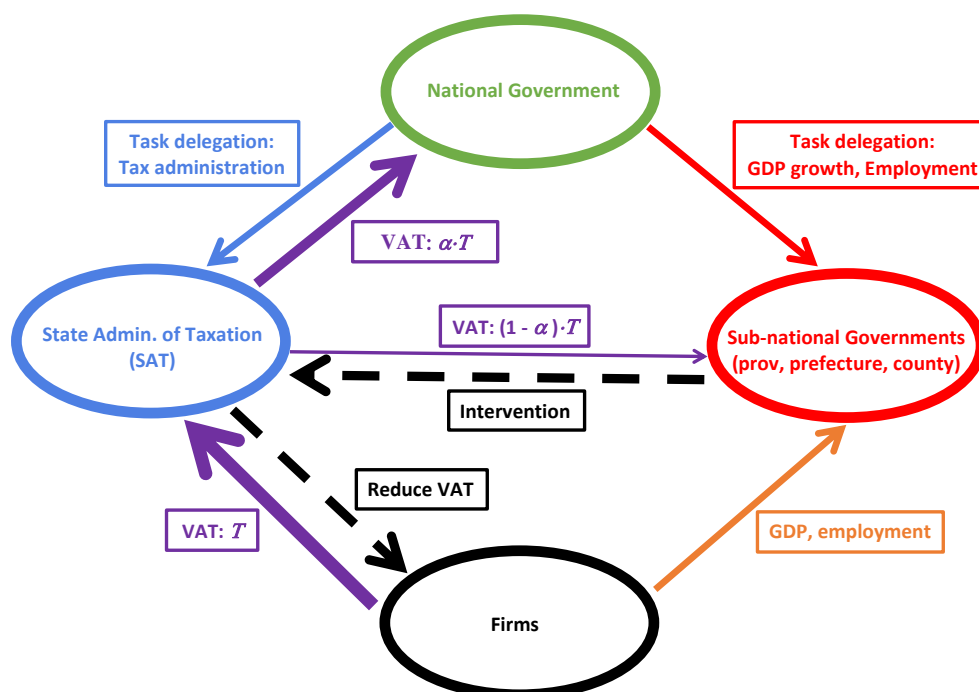 National Government
Task delegation:
Tax administration
Task delegation:
GDP growth, Employment
VAT: α·T
State Admin. of Taxation
(SAT)
VAT: (1 - α)·T
Sub-national Governments
(prov, prefecture, county)
Intervention
Reduce VAT
VAT: T
GDP, employment
Firms